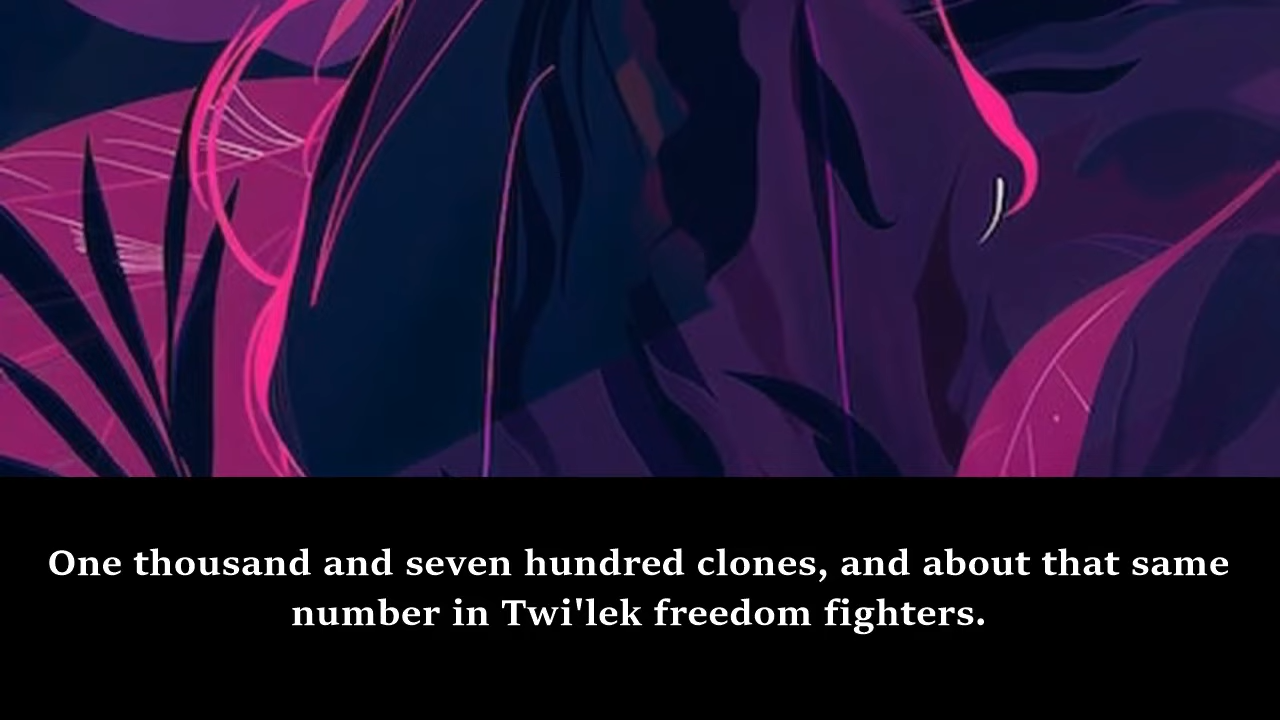 One thousand and seven hundred clones, and about that same
number in Twi'lek freedom fighters.